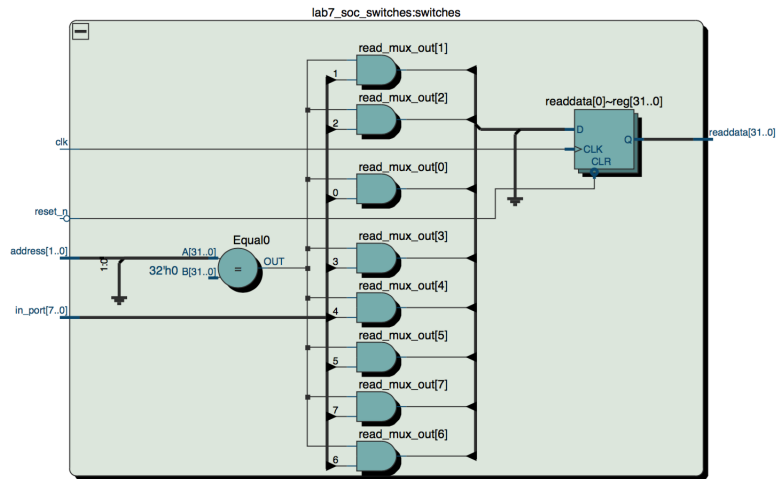 lab7_soc_switches:switches
read_mux_out[1]
1
read_mux_out[2]
2
readdata[0]~reg[31..0]
D
Q
CLK
CLR
readdata[31..0]
clk
read_mux_out[0]
0
reset_n
address[1..0]
1:0
Equal0
A[31..0]
32'h0 B[31..0]
=
OUT
read_mux_out[3]
3
in_port[7..0]
read_mux_out[4]
4
read_mux_out[5]
5
read_mux_out[7]
7
read_mux_out[6]
6